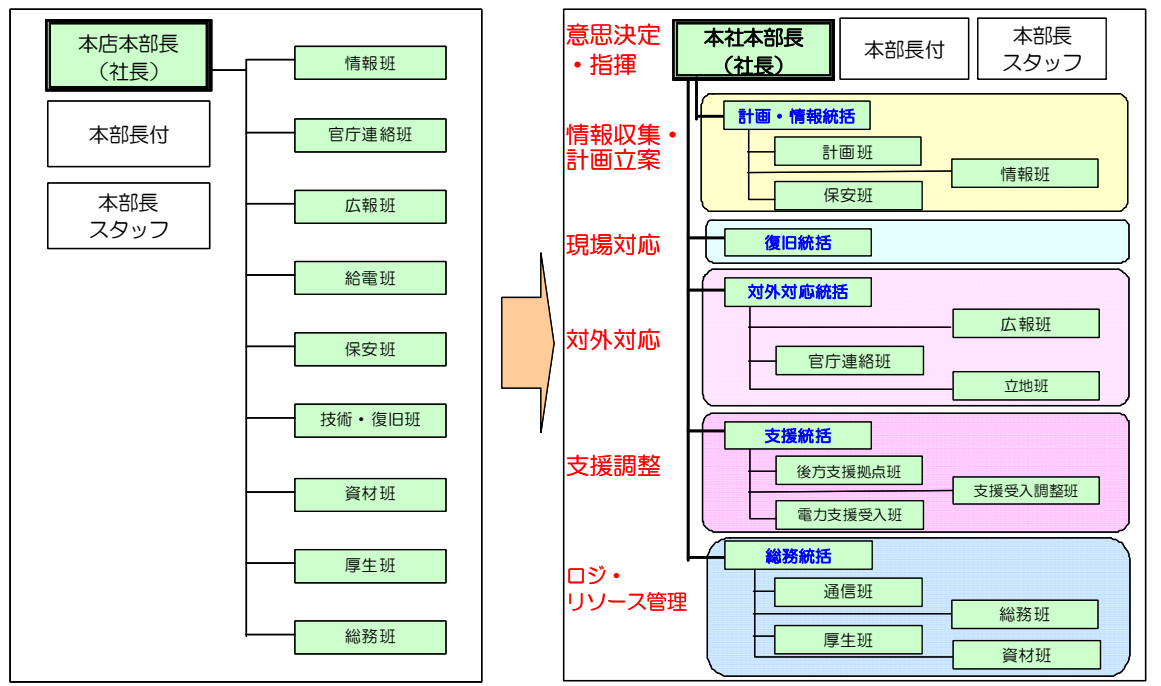 本店本部長
（社長）
本部長付
本部長
スタッフ
情報班
官庁連絡班
広報班
給電班
保安班
技術・復旧班
資材班
厚生班
総務班
意思決定
・指揮
本社本部長
（社長）
本部長付
本部長
スタッフ
情報収集・
計画立案
計画・情報統括
計画班
情報班
保安班
現場対応
復旧統括
対外対応
対外対応統括
広報班
官庁連絡班
立地班
支援調整
支援統括
後方支援拠点班
支援受入調整班
電力支援受入班
ロジ・
リソース管理
総務統括
通信班
総務班
厚生班
資材班